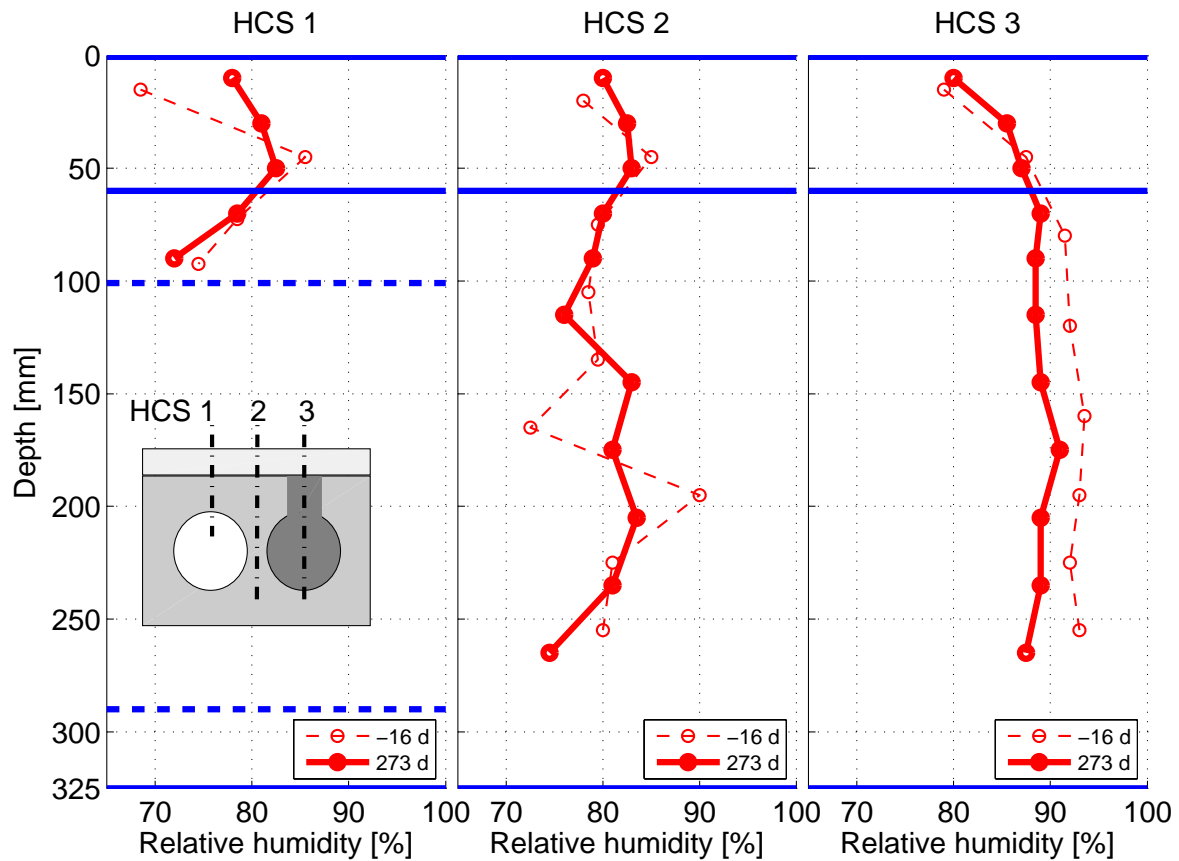 HCS 1 HCS 2 HCS 3
0
50
100
150
200
250
300
325
Depth [mm]
HCS 1 2 3
−16 d
273 d
−16 d
273 d
−16 d
273 d
70 80 90 100 70 80 90 100 70 80 90 100
Relative humidity [%] Relative humidity [%] Relative humidity [%]